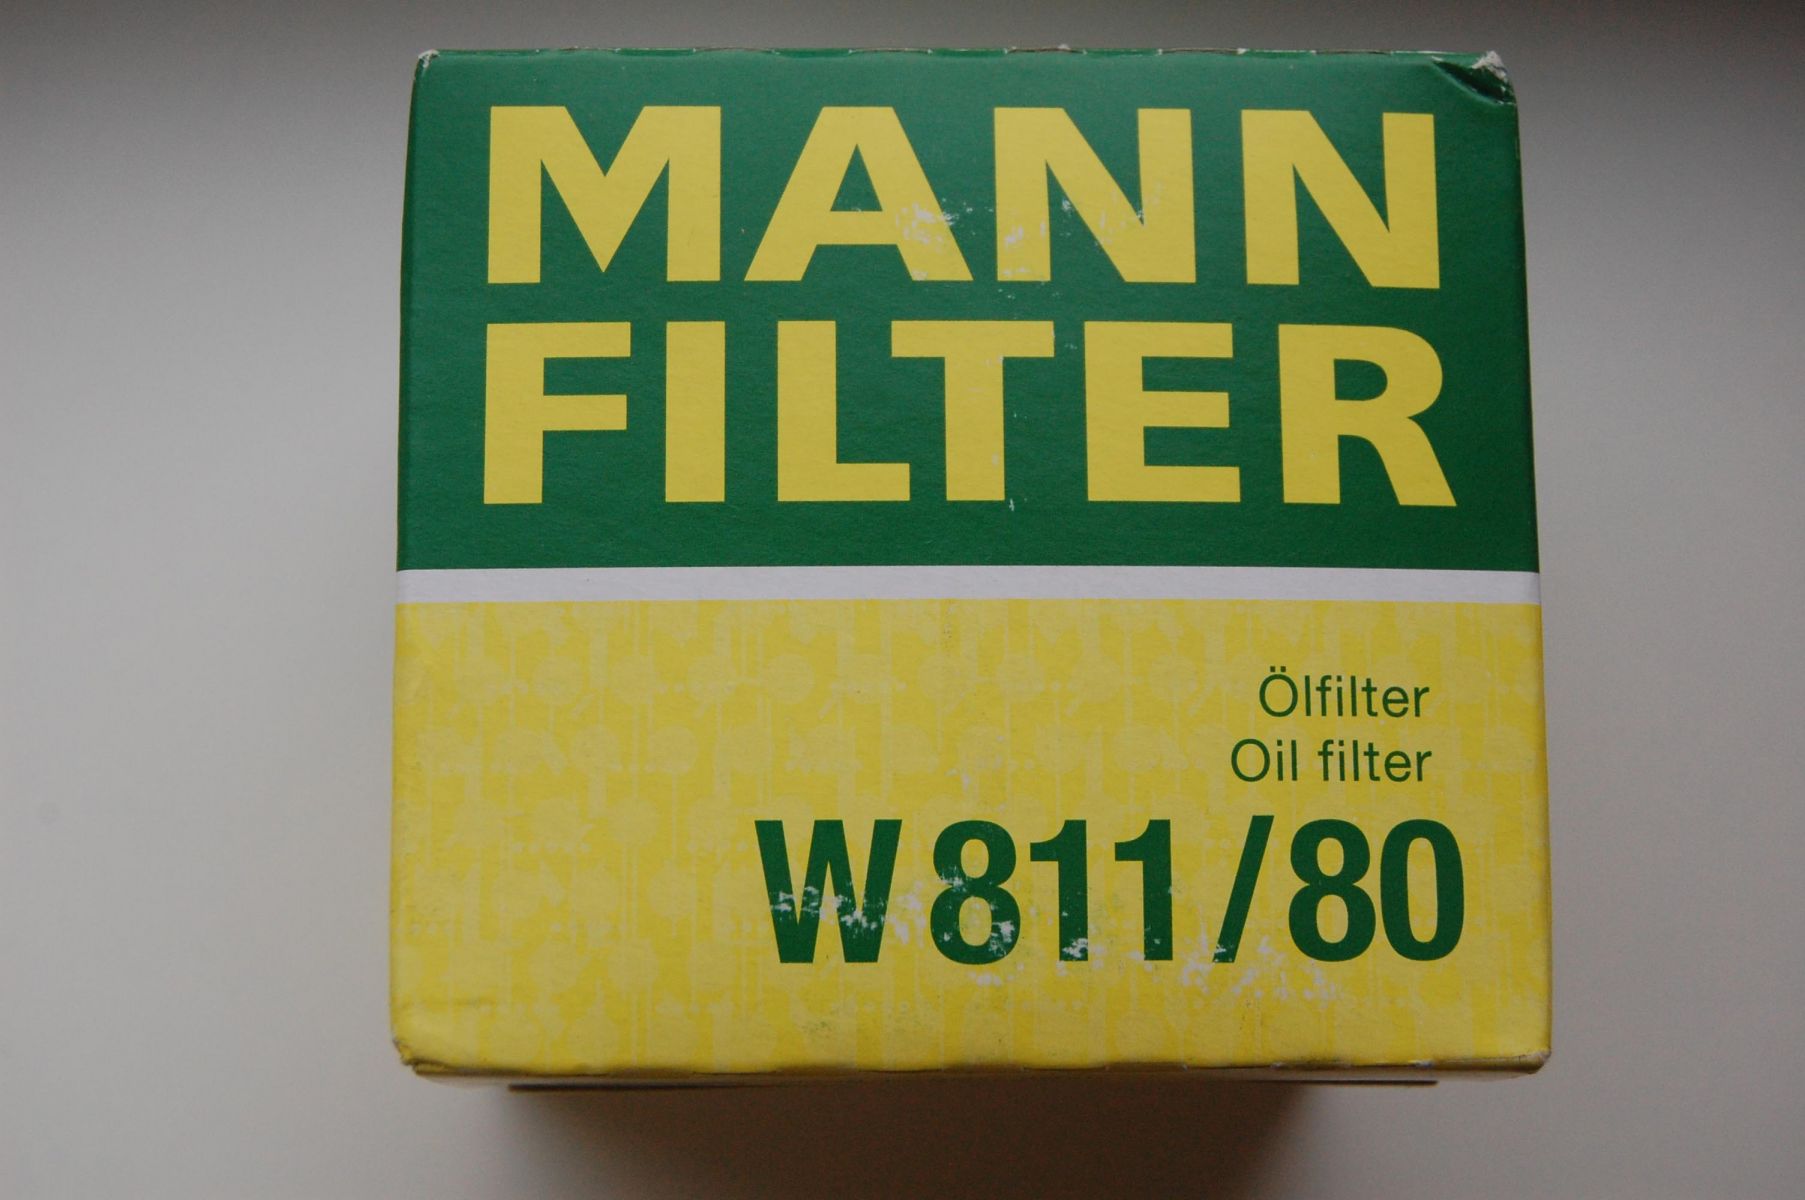 MANN
FILTER
Ölfilter
Oil filter
W 811/80